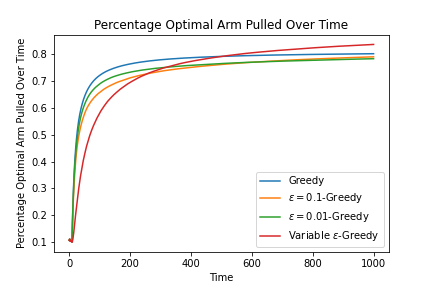 Percentage Optimal Arm Pulled Over Time
Percentage Optimal Arm Pulled Over Time
0.8
0.7
0.6
0.5
0.4
0.3
0.2
0.1
Greedy
ε = 0.1-Greedy
ε = 0.01-Greedy
Variable ε-Greedy
0 200 400 600 800 1000
Time